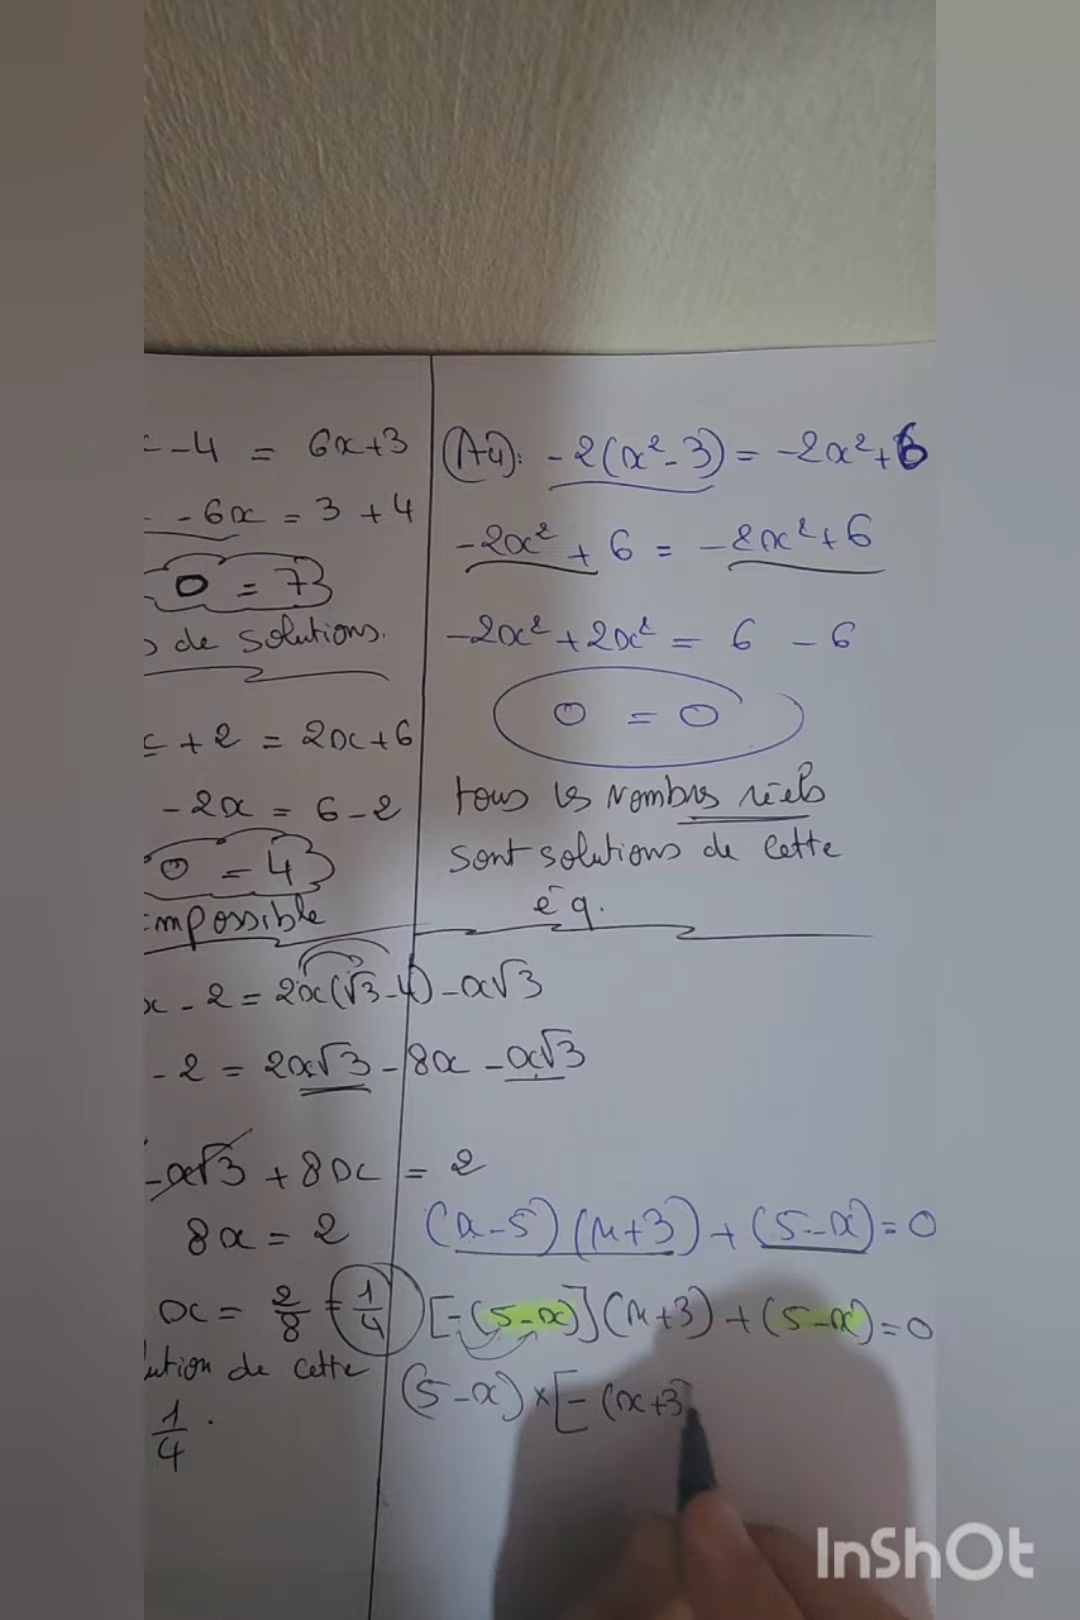 -4 = 6x+3
- 6x = 3 + 4
0 = 7
de solutions.
+ 2 = 2x+6
- 2x = 6 - 2
0 = 4
impossible
x - 2 = 2x(√3 - 4) - x√3
- 2 = 2x√3 - 8x - x√3
- x√3 + 8x = 2
8x = 2
x = 2/8 = 1/4
lution de cette
1/4 .
(A4): -2(x² - 3) = -2x² + 6
-2x² + 6 = -2x² + 6
-2x² + 2x² = 6 - 6
0 = 0
tous les nombres réels
sont solutions de cette
éq.
(x-5)(x+3) + (5-x) = 0
[-(5-x)](x+3) + (5-x) = 0
(5-x) × [- (x+3)
InShOt